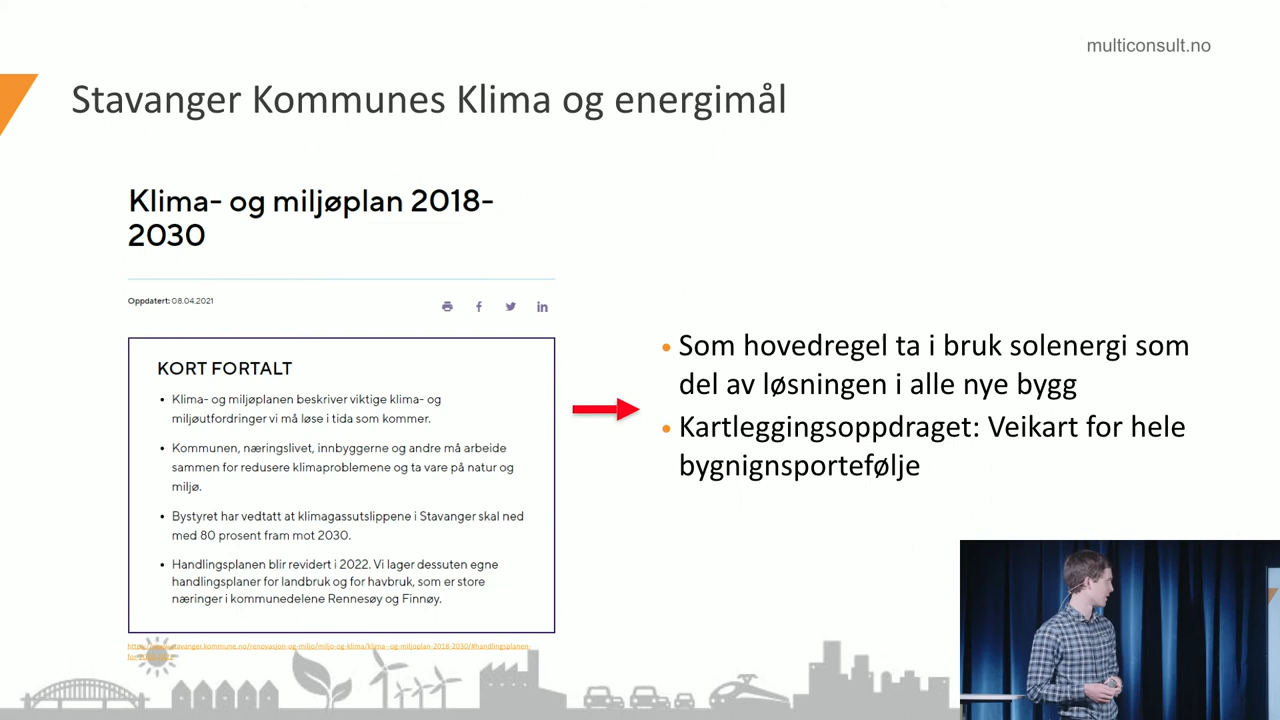 multiconsult.no
Stavanger Kommunes Klima og energimål
Klima- og miljøplan 2018-
2030
Oppdatert: 08.04.2021
KORT FORTALT
• Klima- og miljøplanen beskriver viktige klima- og
miljøutfordringer vi må løse i tida som kommer.
• Kommunen, næringslivet, innbyggerne og andre må arbeide
sammen for redusere klimaproblemene og ta vare på natur og
miljø.
• Bystyret har vedtatt at klimagassutslippene i Stavanger skal ned
med 80 prosent fram mot 2030.
• Handlingsplanen blir revidert i 2022. Vi lager dessuten egne
handlingsplaner for landbruk og for havbruk, som er store
næringer i kommunedelene Rennesøy og Finnøy.
• Som hovedregel ta i bruk solenergi som
del av løsningen i alle nye bygg
• Kartleggingsoppdraget: Veikart for hele
bygnignsportefølje